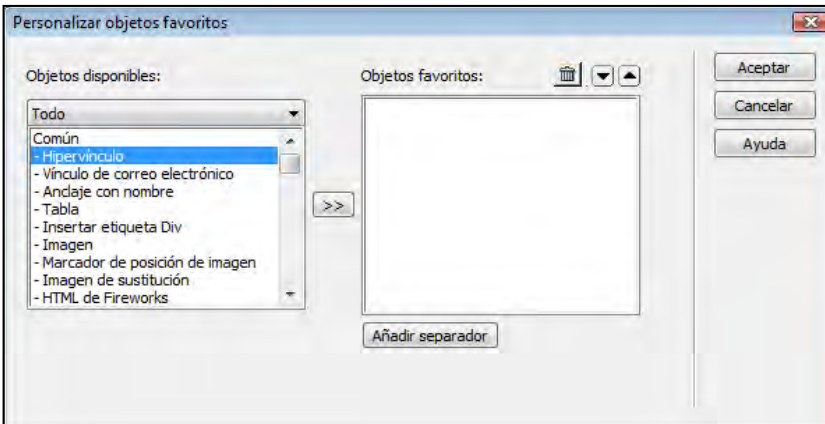 Personalizar objetos favoritos
Objetos disponibles:
Todo
Común
- Hipervínculo
- Vínculo de correo electrónico
- Anclaje con nombre
- Tabla
- Insertar etiqueta Div
- Imagen
- Marcador de posición de imagen
- Imagen de sustitución
- HTML de Fireworks
>>
Objetos favoritos:
Añadir separador
Aceptar
Cancelar
Ayuda